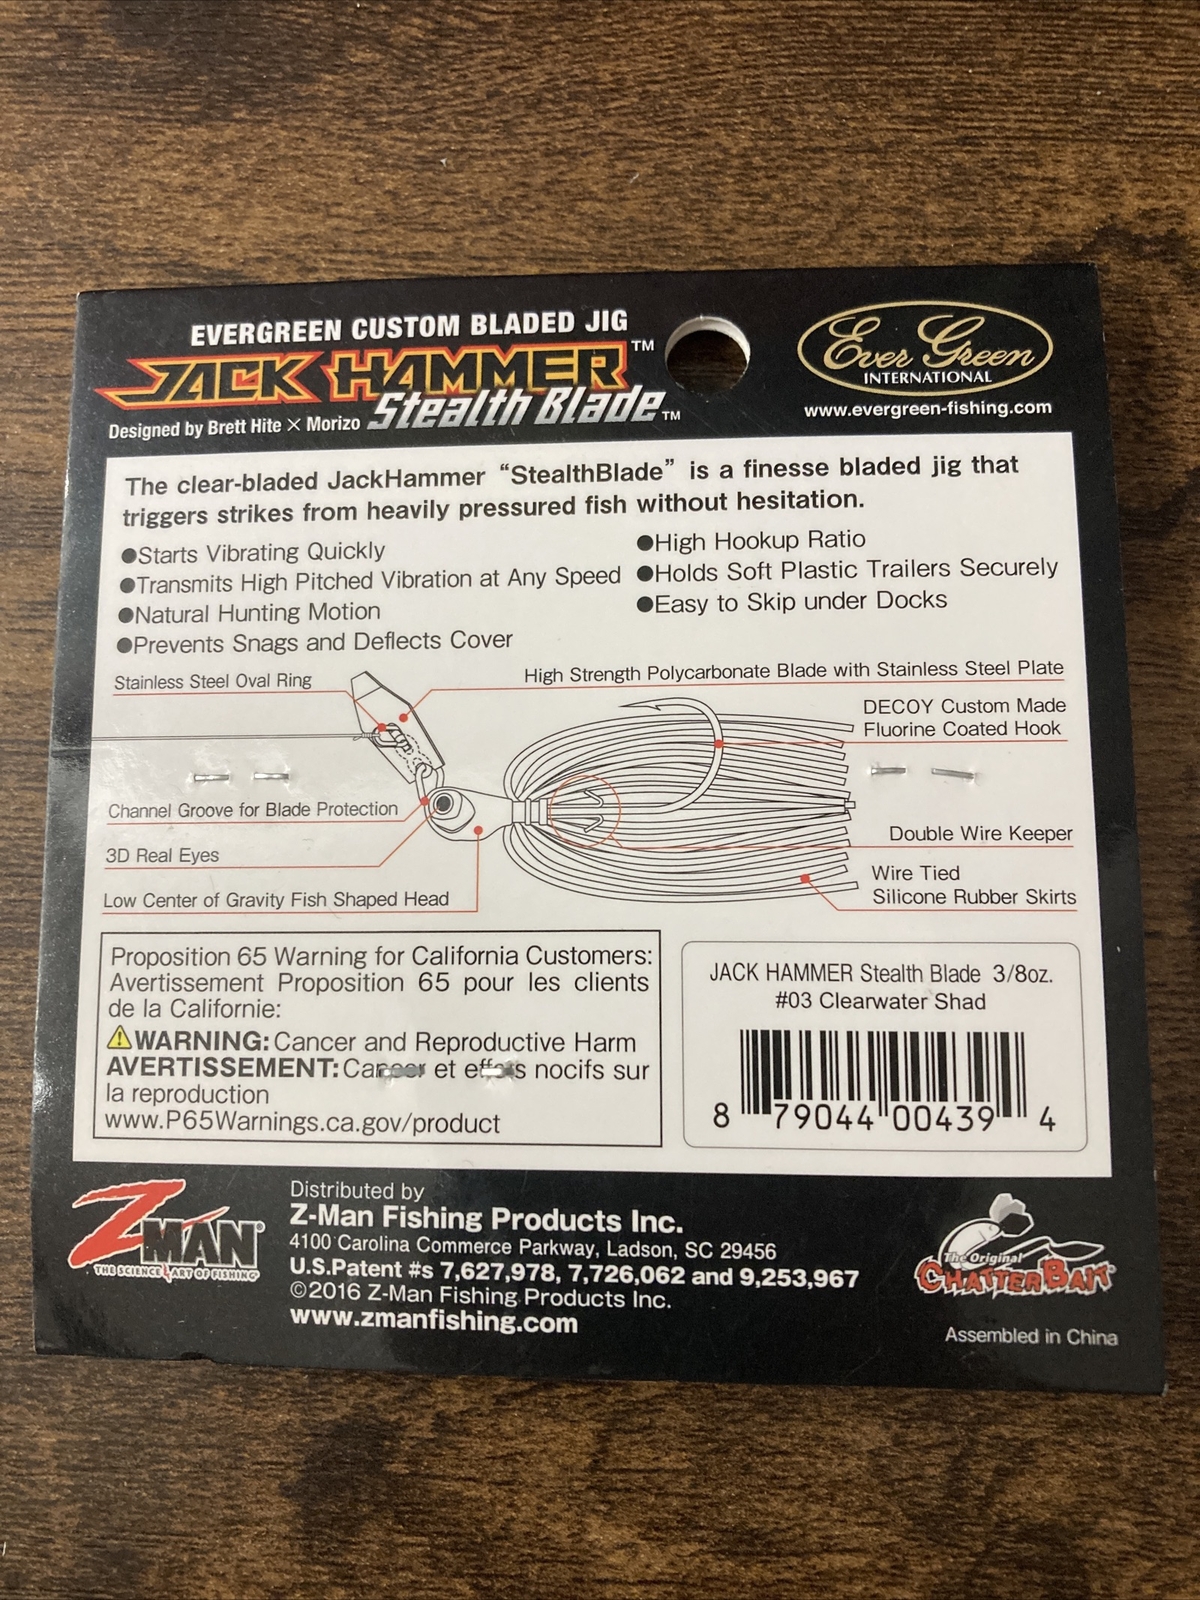 EVERGREEN CUSTOM BLADED JIG
JACK HAMMER™
Stealth Blade™
Designed by Brett Hite × Morizo
Ever Green
INTERNATIONAL
www.evergreen-fishing.com
The clear-bladed JackHammer “StealthBlade” is a finesse bladed jig that
triggers strikes from heavily pressured fish without hesitation.
●Starts Vibrating Quickly
●Transmits High Pitched Vibration at Any Speed
●Natural Hunting Motion
●Prevents Snags and Deflects Cover
●High Hookup Ratio
●Holds Soft Plastic Trailers Securely
●Easy to Skip under Docks
Stainless Steel Oval Ring
High Strength Polycarbonate Blade with Stainless Steel Plate
DECOY Custom Made
Fluorine Coated Hook
Channel Groove for Blade Protection
3D Real Eyes
Low Center of Gravity Fish Shaped Head
Double Wire Keeper
Wire Tied
Silicone Rubber Skirts
Proposition 65 Warning for California Customers:
Avertissement Proposition 65 pour les clients
de la Californie:
⚠WARNING: Cancer and Reproductive Harm
AVERTISSEMENT: Cancer et effets nocifs sur
la reproduction
www.P65Warnings.ca.gov/product
JACK HAMMER Stealth Blade 3/8oz.
#03 Clearwater Shad
8 79044 00439 4
Z-MAN®
THE SCIENCE & ART OF FISHING®
Distributed by
Z-Man Fishing Products Inc.
4100 Carolina Commerce Parkway, Ladson, SC 29456
U.S.Patent #s 7,627,978, 7,726,062 and 9,253,967
©2016 Z-Man Fishing Products Inc.
www.zmanfishing.com
The Original
CHATTERBAIT®
Assembled in China